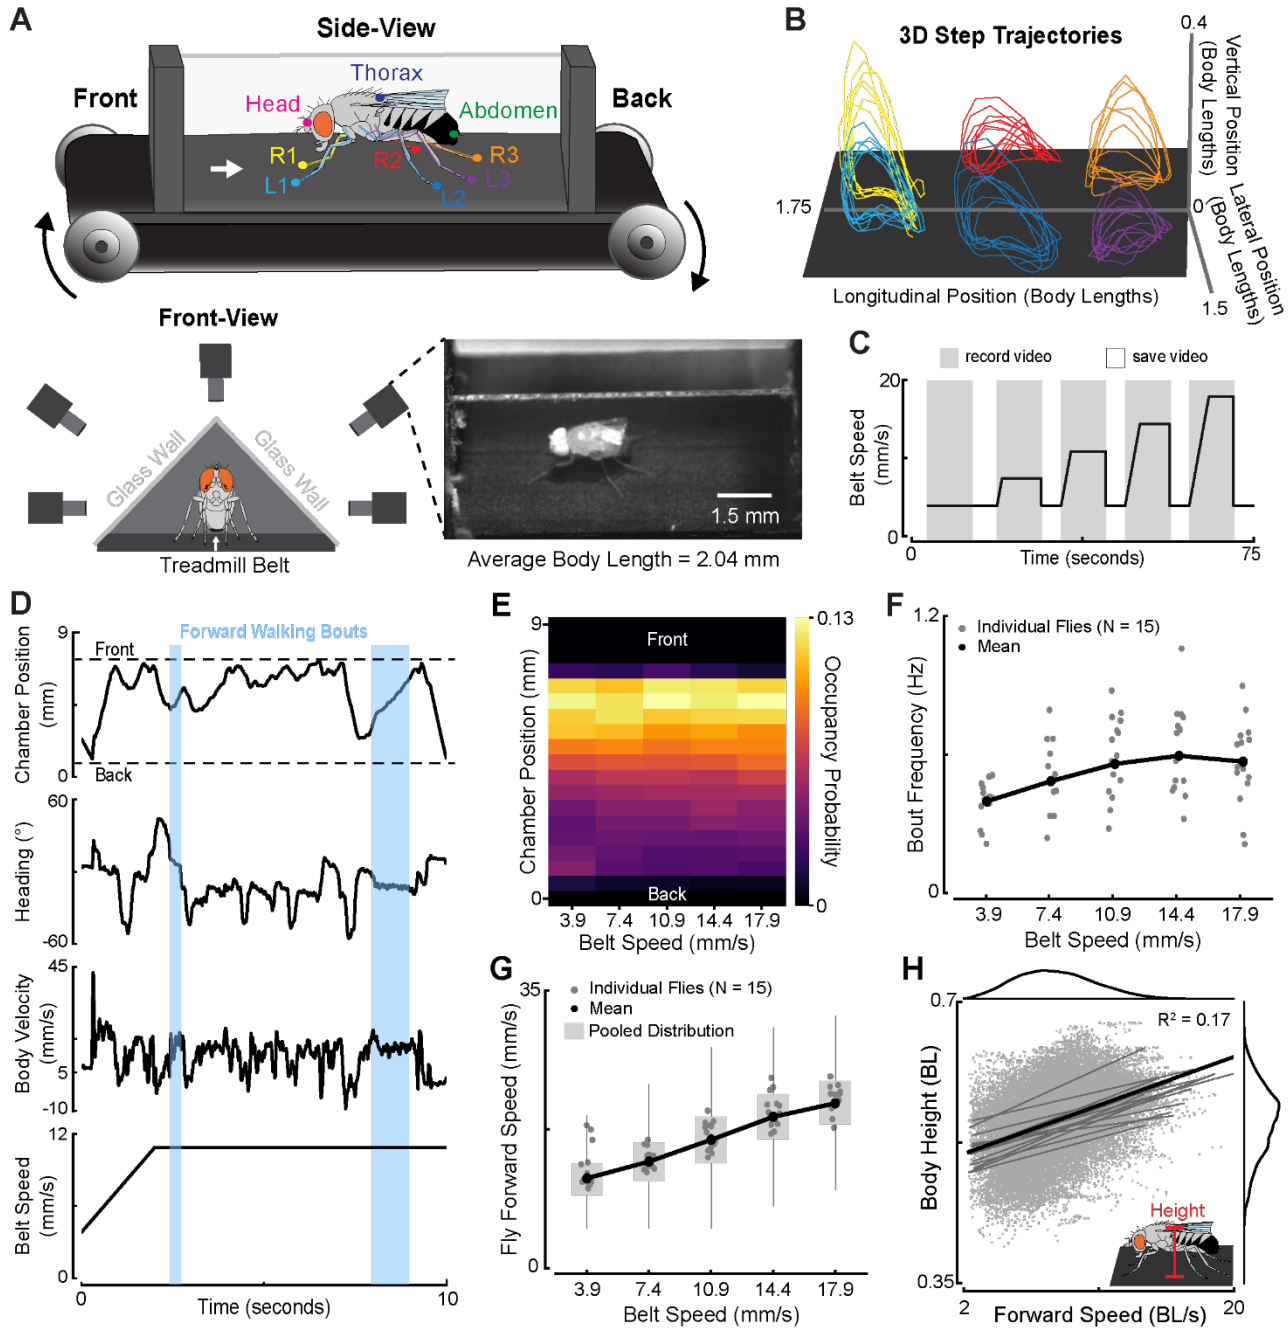 A
Side-View
Front
Back
Thorax
Head
Abdomen
R1
R2
R3
L1
L2
L3
Front-View
Glass Wall
Glass Wall
Treadmill Belt
1.5 mm
Average Body Length = 2.04 mm
B
3D Step Trajectories
0.4
Vertical Position
(Body Lengths)
1.75
0
Lateral Position
(Body Lengths)
1.5
Longitudinal Position (Body Lengths)
C
record video
save video
20
Belt Speed
(mm/s)
0
0
Time (seconds)
75
D
Forward Walking Bouts
9
Front
Chamber Position
(mm)
Back
0
60
Heading (°)
-60
45
Body Velocity
(mm/s)
5
-10
12
Belt Speed
(mm/s)
0
0
Time (seconds)
10
E
9
Front
Chamber Position (mm)
Back
0
3.9
7.4
10.9
14.4
17.9
Belt Speed (mm/s)
0.13
Occupancy Probability
0
F
1.2
Individual Flies (N = 15)
Mean
Bout Frequency (Hz)
0
3.9
7.4
10.9
14.4
17.9
Belt Speed (mm/s)
G
35
Individual Flies (N = 15)
Mean
Pooled Distribution
Fly Forward Speed (mm/s)
0
3.9
7.4
10.9
14.4
17.9
Belt Speed (mm/s)
H
0.7
R² = 0.17
Body Height (BL)
Height
0.35
2
Forward Speed (BL/s)
20